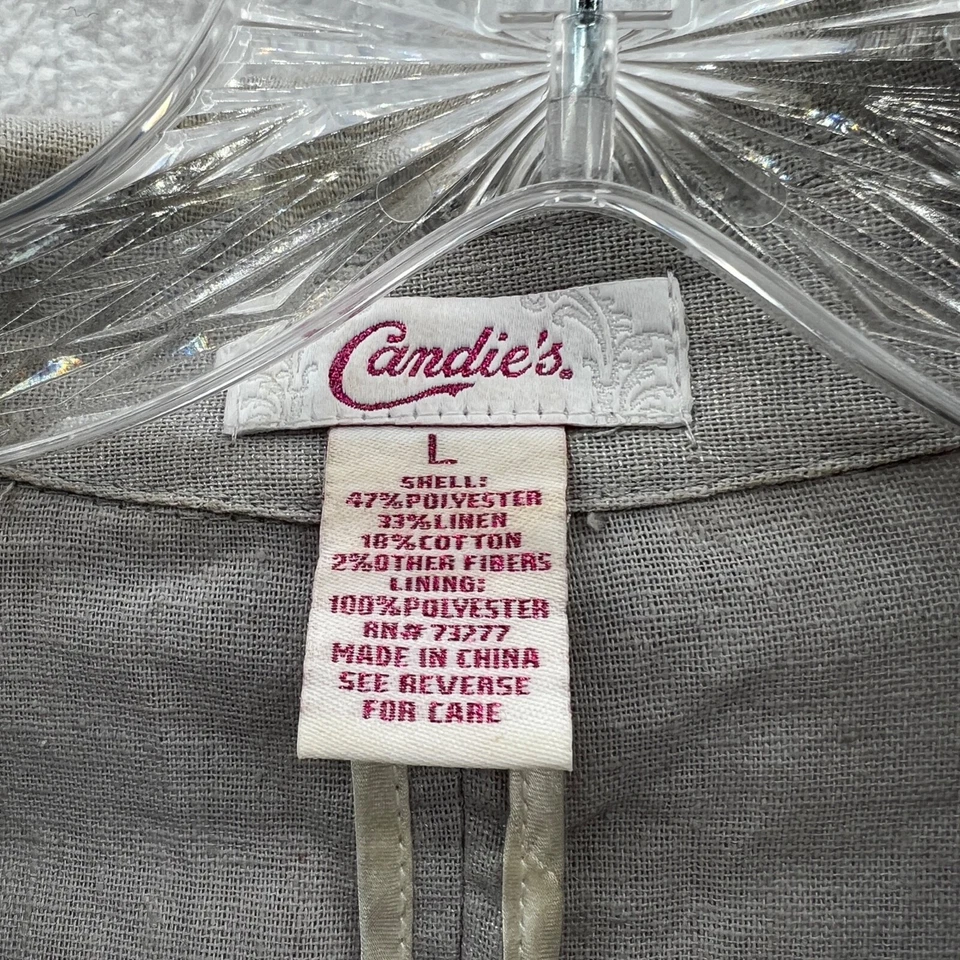 Candie's.
L
SHELL:
47%POLYESTER
33%LINEN
18%COTTON
2%OTHER FIBERS
LINING:
100%POLYESTER
RN# 73277
MADE IN CHINA
SEE REVERSE
FOR CARE